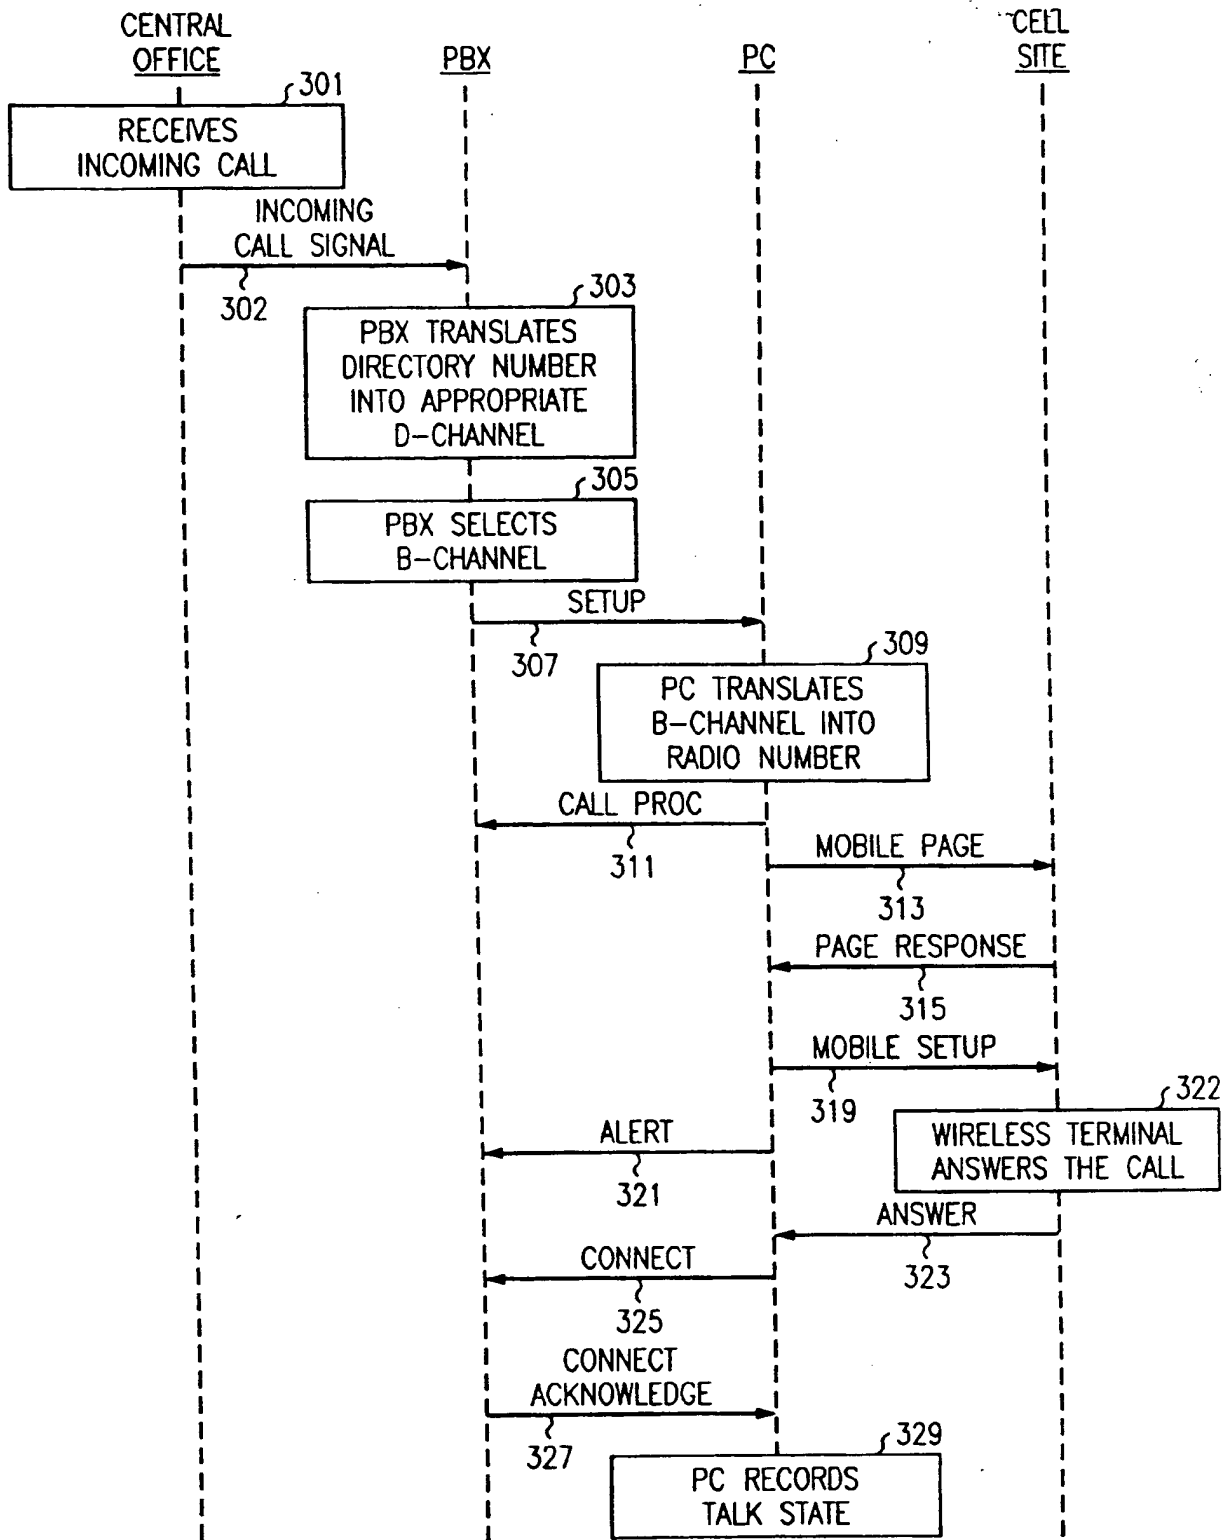 CENTRAL
OFFICE
PBX
PC
CELL
SITE
301
RECEIVES
INCOMING CALL
INCOMING
CALL SIGNAL
302
303
PBX TRANSLATES
DIRECTORY NUMBER
INTO APPROPRIATE
D-CHANNEL
305
PBX SELECTS
B-CHANNEL
SETUP
307
309
PC TRANSLATES
B-CHANNEL INTO
RADIO NUMBER
CALL PROC
311
MOBILE PAGE
313
PAGE RESPONSE
315
MOBILE SETUP
319
322
WIRELESS TERMINAL
ANSWERS THE CALL
ALERT
321
ANSWER
323
CONNECT
325
CONNECT
ACKNOWLEDGE
327
329
PC RECORDS
TALK STATE